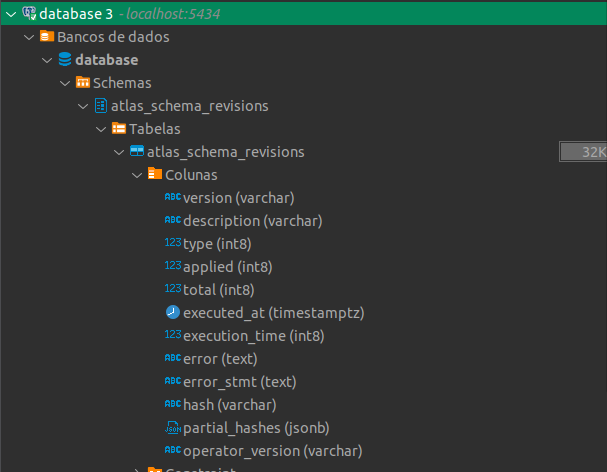 database 3 - localhost:5434
Bancos de dados
database
Schemas
atlas_schema_revisions
Tabelas
atlas_schema_revisions 32K
Colunas
ABC version (varchar)
ABC description (varchar)
123 type (int8)
123 applied (int8)
123 total (int8)
executed_at (timestamptz)
123 execution_time (int8)
ABC error (text)
ABC error_stmt (text)
ABC hash (varchar)
JSON partial_hashes (jsonb)
ABC operator_version (varchar)